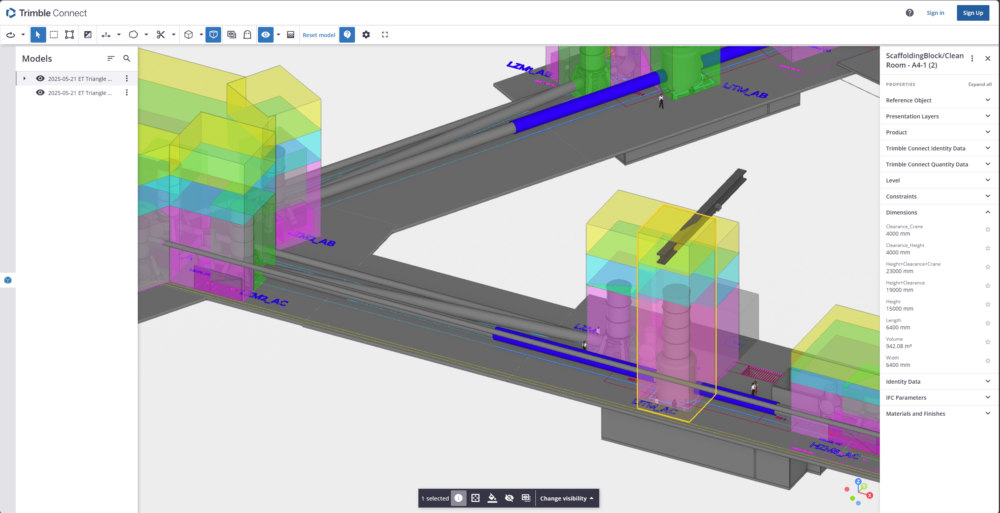 Trimble Connect
Sign in
Sign Up
Reset model
Models
2025-05-21 ET Triangle ...
2025-05-21 ET Triangle ...
LZM1_AB
LITM_AB
LZM2_AB
LZM2_AC
LITM_AC
HZM5_AC
ScaffoldingBlock/Clean
Room - A4-1 (2)
PROPERTIES
Expand all
Reference Object
Presentation Layers
Product
Trimble Connect Identity Data
Trimble Connect Quantity Data
Level
Constraints
Dimensions
Clearance_Crane
4000 mm
Clearance_Height
4000 mm
Height+Clearance+Crane
23000 mm
Height+Clearance
19000 mm
Height
15000 mm
Length
6400 mm
Volume
942.08 m³
Width
6400 mm
Identity Data
IFC Parameters
Materials and Finishes
1 selected
Change visibility
Z
Y
X